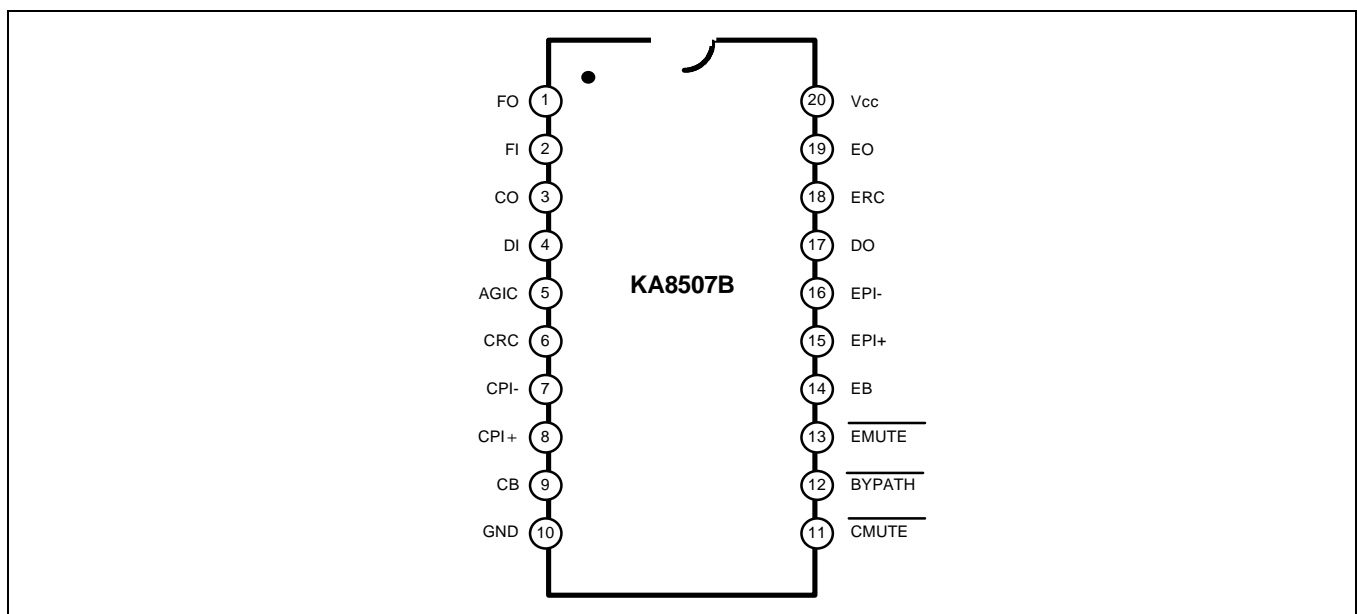 FO 1 20 Vcc
FI 2 19 EO
CO 3 18 ERC
DI 4 17 DO
KA8507B
AGIC 5 16 EPI-
CRC 6 15 EPI+
CPI- 7 14 EB
CPI+ 8 13 EMUTE
CB 9 12 BYPATH
GND 10 11 CMUTE